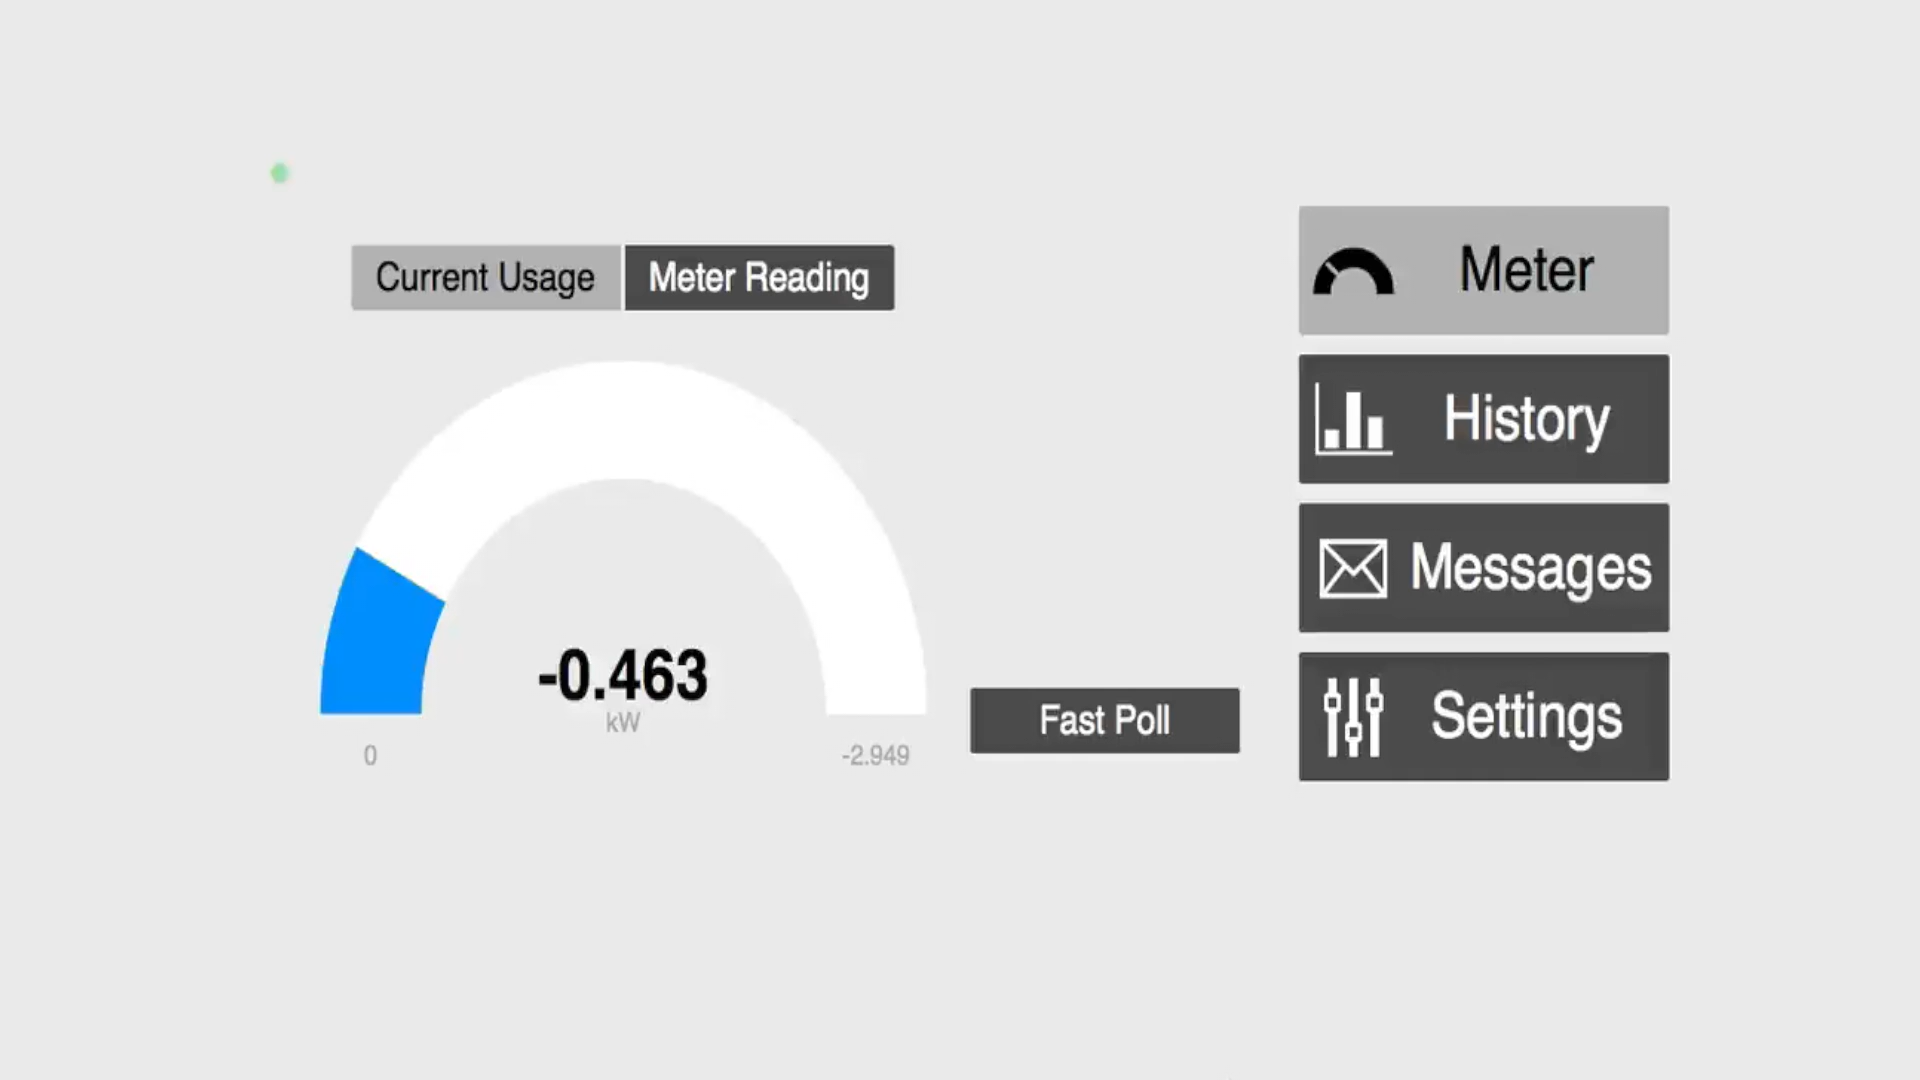 Current Usage
Meter Reading
-0.463
kW
0
-2.949
Fast Poll
Meter
History
Messages
Settings